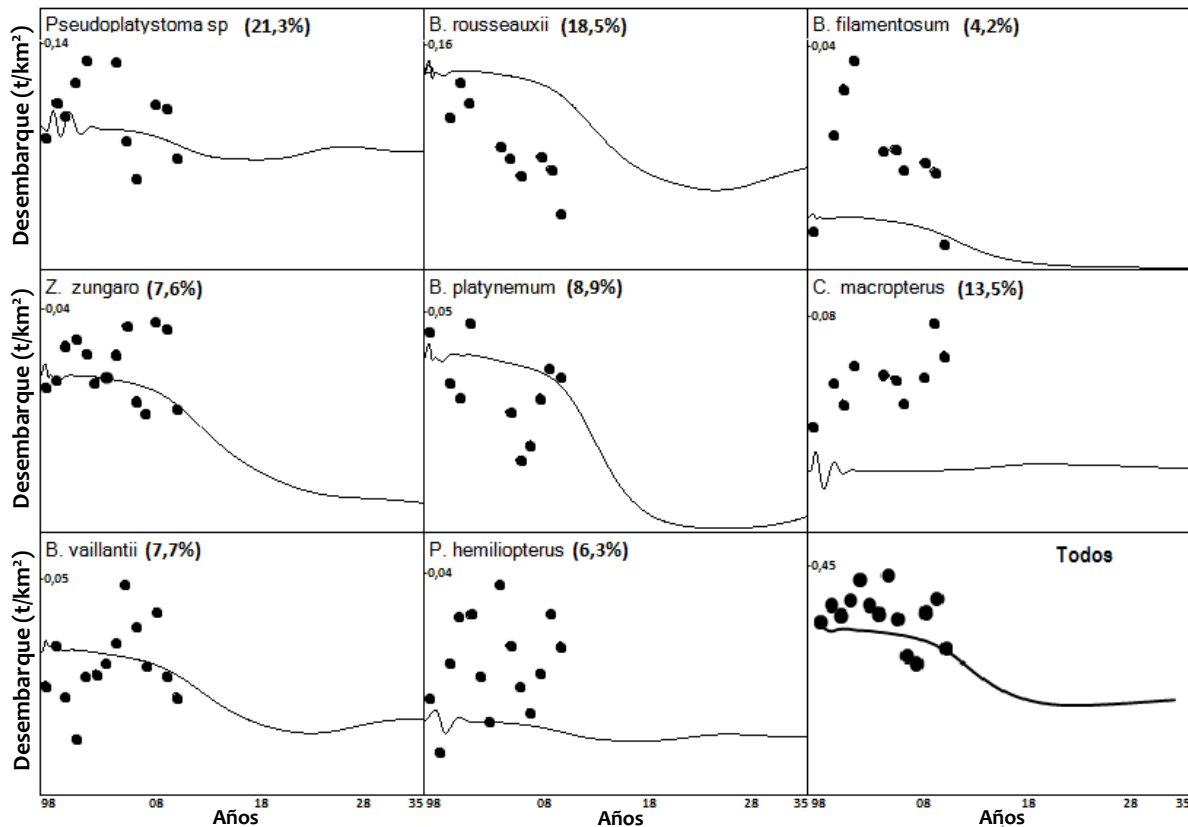 Pseudoplatystoma sp (21,3%)
0,14
Desembarque (t/km²)
B. rousseauxii (18,5%)
0,16
B. filamentosum (4,2%)
0,04
Z. zungaro (7,6%)
0,04
Desembarque (t/km²)
B. platynemum (8,9%)
0,05
C. macropterus (13,5%)
0,08
B. vaillantii (7,7%)
0,05
Desembarque (t/km²)
P. hemiliopterus (6,3%)
0,04
Todos
0,45
98 08 18 28 35
98 08 18 28 35
98 08 18 28 35
Años
Años
Años